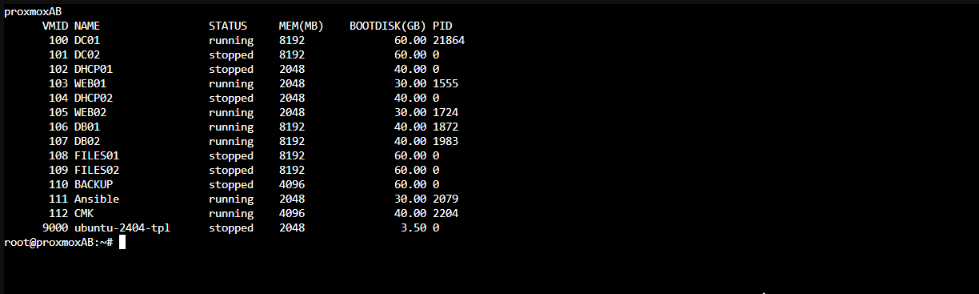 proxmoxAB
VMID NAME STATUS MEM(MB) BOOTDISK(GB) PID
100 DC01 running 8192 60.00 21864
101 DC02 stopped 8192 60.00 0
102 DHCP01 stopped 2048 40.00 0
103 WEB01 running 2048 30.00 1555
104 DHCP02 stopped 2048 40.00 0
105 WEB02 running 2048 30.00 1724
106 DB01 running 8192 40.00 1872
107 DB02 running 8192 40.00 1983
108 FILES01 stopped 8192 60.00 0
109 FILES02 stopped 8192 60.00 0
110 BACKUP stopped 4096 60.00 0
111 Ansible running 2048 30.00 2079
112 CMK running 4096 40.00 2204
9000 ubuntu-2404-tpl stopped 2048 3.50 0
root@proxmoxAB:~#